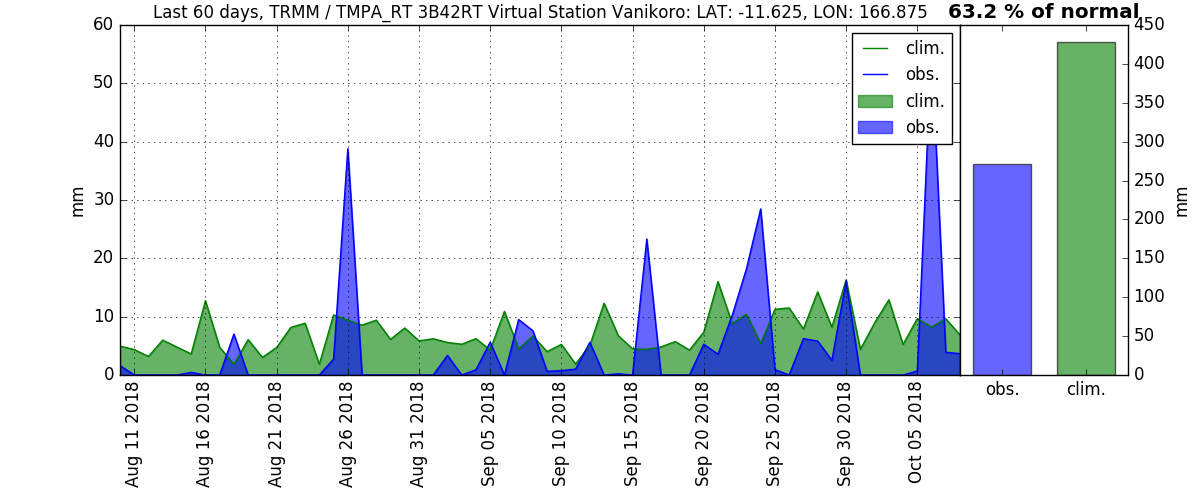 Last 60 days, TRMM / TMPA_RT 3B42RT Virtual Station Vanikoro: LAT: -11.625, LON: 166.875
63.2 % of normal
60
50
40
30
20
10
0
mm
clim.
obs.
clim.
obs.
Aug 11 2018
Aug 16 2018
Aug 21 2018
Aug 26 2018
Aug 31 2018
Sep 05 2018
Sep 10 2018
Sep 15 2018
Sep 20 2018
Sep 25 2018
Sep 30 2018
Oct 05 2018
450
400
350
300
250
200
150
100
50
0
mm
obs.
clim.